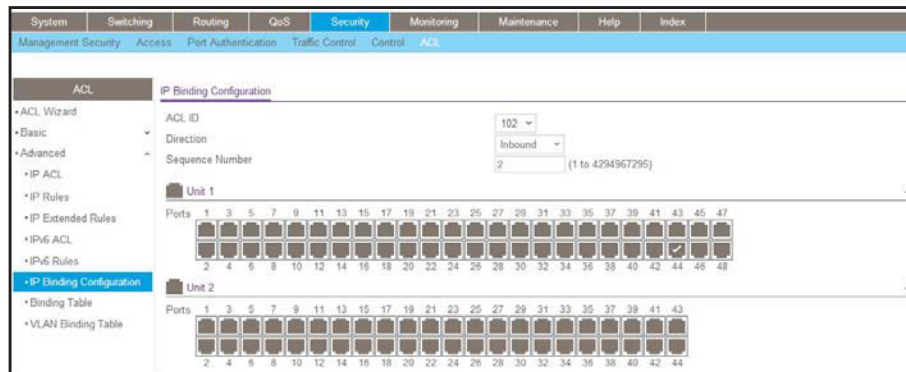 System Switching Routing QoS Security Monitoring Maintenance Help Index
Management Security Access Port Authentication Traffic Control Control ACL
ACL
•ACL Wizard
•Basic
•Advanced
•IP ACL
•IP Rules
•IP Extended Rules
•IPv6 ACL
•IPv6 Rules
•IP Binding Configuration
•Binding Table
•VLAN Binding Table
IP Binding Configuration
ACL ID 102
Direction Inbound
Sequence Number 2 (1 to 4294967295)
Unit 1
Ports 1 3 5 7 9 11 13 15 17 19 21 23 25 27 29 31 33 35 37 39 41 43 45 47
2 4 6 8 10 12 14 16 18 20 22 24 26 28 30 32 34 36 38 40 42 44 46 48
Unit 2
Ports 1 3 5 7 9 11 13 15 17 19 21 23 25 27 29 31 33 35 37 39 41 43
2 4 6 8 10 12 14 16 18 20 22 24 26 28 30 32 34 36 38 40 42 44